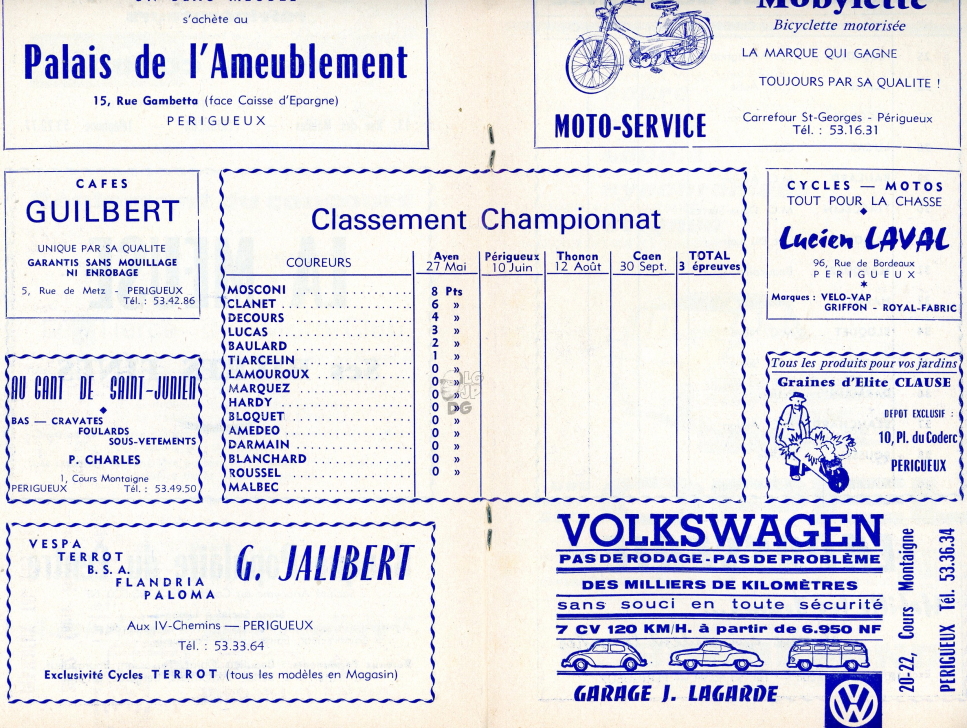 s'achète au
Palais de l'Ameublement
15, Rue Gambetta (face Caisse d'Epargne)
PERIGUEUX
Mobylette
Bicyclette motorisée
LA MARQUE QUI GAGNE
TOUJOURS PAR SA QUALITE !
MOTO-SERVICE
Carrefour St-Georges - Périgueux
Tél. : 53.16.31
CAFES
GUILBERT
UNIQUE PAR SA QUALITE
GARANTIS SANS MOUILLAGE
NI ENROBAGE
5, Rue de Metz - PERIGUEUX
Tél. : 53.42.86
AU GANT DE SAINT-JUNIEN
BAS — CRAVATES
FOULARDS
SOUS-VETEMENTS
P. CHARLES
1, Cours Montaigne
PERIGUEUX Tél. : 53.49.50
Classement Championnat
COUREURS Ayen 27 Mai Périgueux 10 Juin Thonon 12 Août Caen 30 Sept. TOTAL 3 épreuves
MOSCONI 8 Pts
CLANET 6 »
DECOURS 4 »
LUCAS 3 »
BAULARD 2 »
TIARCELIN 1 »
LAMOUROUX 0 »
MARQUEZ 0 »
HARDY 0 »
BLOQUET 0 »
AMEDEO 0 »
DARMAIN 0 »
BLANCHARD 0 »
ROUSSEL 0 »
MALBEC
CYCLES — MOTOS
TOUT POUR LA CHASSE
Lucien LAVAL
96, Rue de Bordeaux
PERIGUEUX
Marques : VELO-VAP
GRIFFON - ROYAL-FABRIC
Tous les produits pour vos jardins
Graines d'Elite CLAUSE
DEPOT EXCLUSIF :
10, Pl. du Coderc
PERIGUEUX
VESPA
TERROT
B.S.A.
FLANDRIA
PALOMA
G. JALIBERT
Aux IV-Chemins — PERIGUEUX
Tél. : 53.33.64
Exclusivité Cycles TERROT (tous les modèles en Magasin)
VOLKSWAGEN
PAS DE RODAGE - PAS DE PROBLÈME
DES MILLIERS DE KILOMÈTRES
sans souci en toute sécurité
7 CV 120 KM/H. à partir de 6.950 NF
GARAGE J. LAGARDE
20-22, Cours Montaigne
PERIGUEUX Tél. 53.36.34